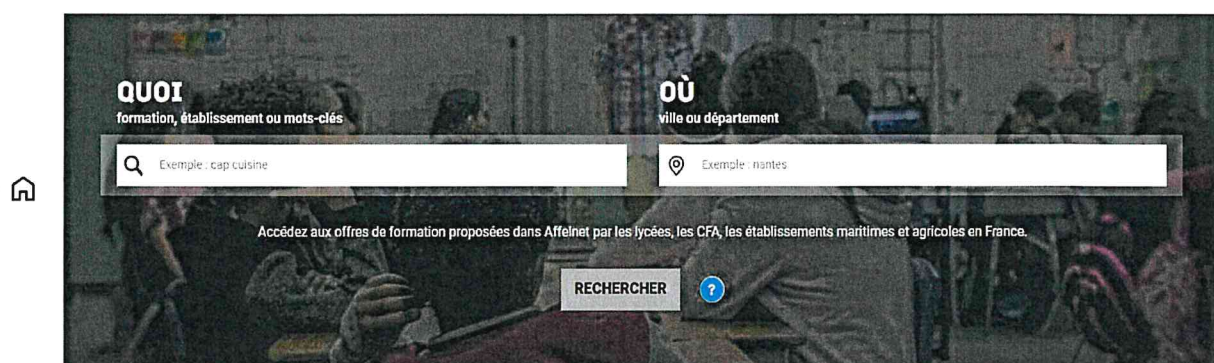 QUOI
formation, établissement ou mots-clés
Exemple : cap cuisine
OÙ
ville ou département
Exemple : nantes
Accédez aux offres de formation proposées dans Affelnet par les lycées, les CFA, les établissements maritimes et agricoles en France.
RECHERCHER
?